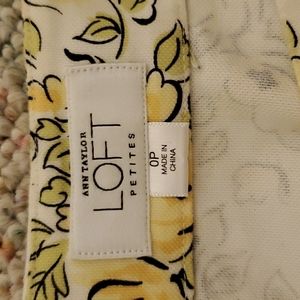 ANN TAYLOR
LOFT
PETITES
0P
MADE IN
CHINA